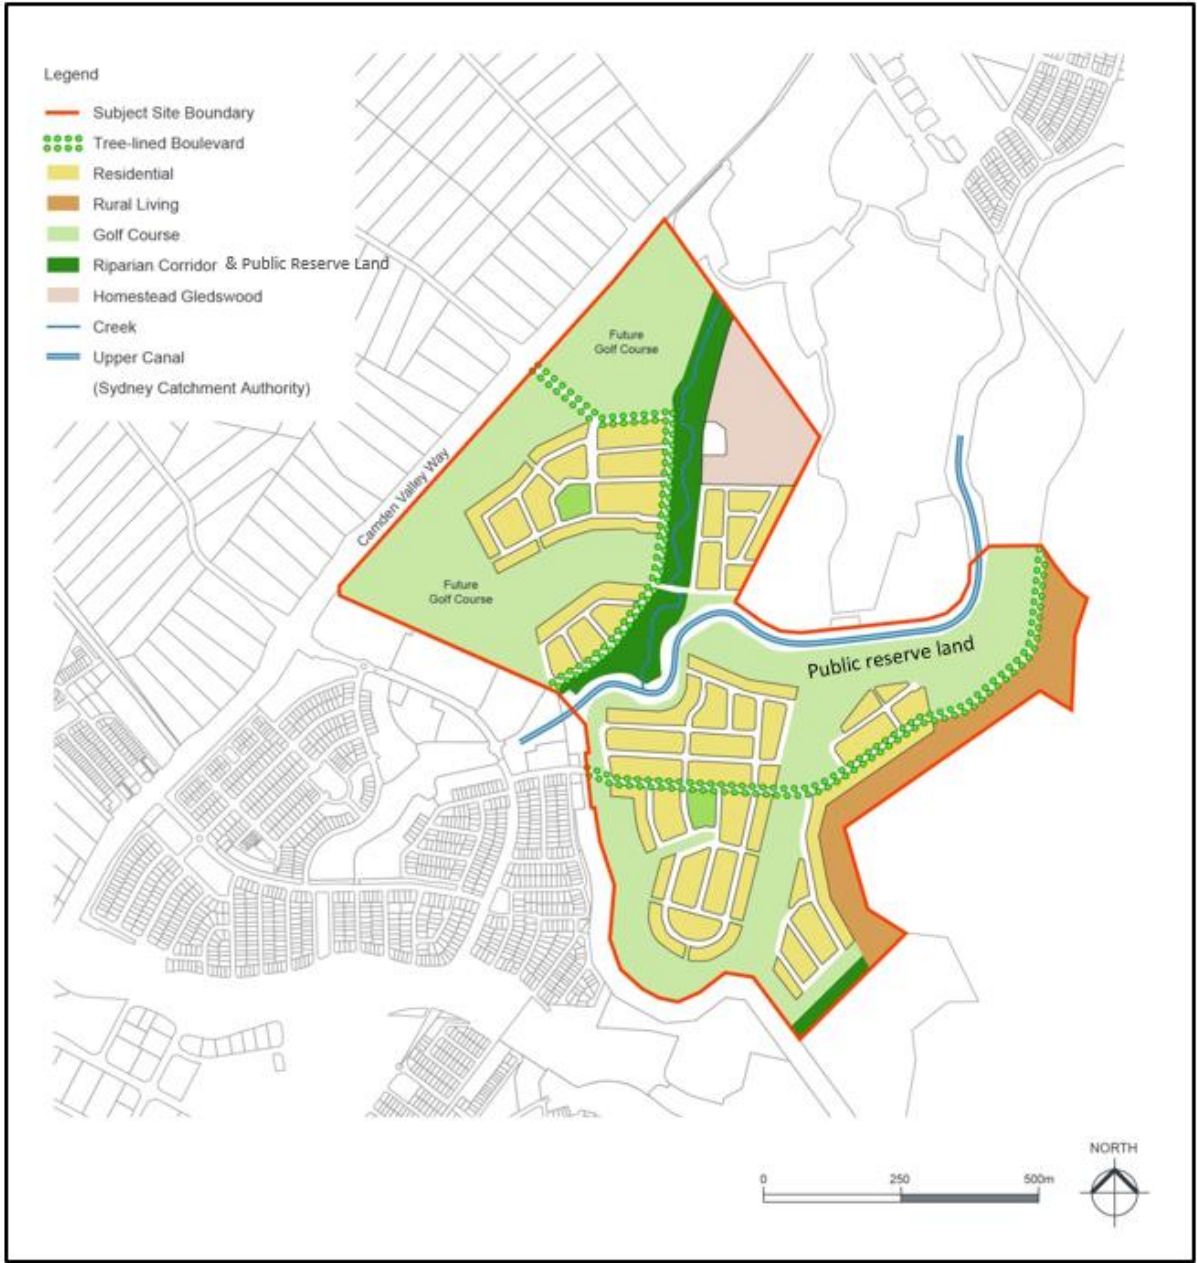 Legend
Subject Site Boundary
Tree-lined Boulevard
Residential
Rural Living
Golf Course
Riparian Corridor & Public Reserve Land
Homestead Gledswood
Creek
Upper Canal
(Sydney Catchment Authority)
Future
Golf Course
Camden Valley Way
Future
Golf Course
Public reserve land
NORTH
0 250 500m